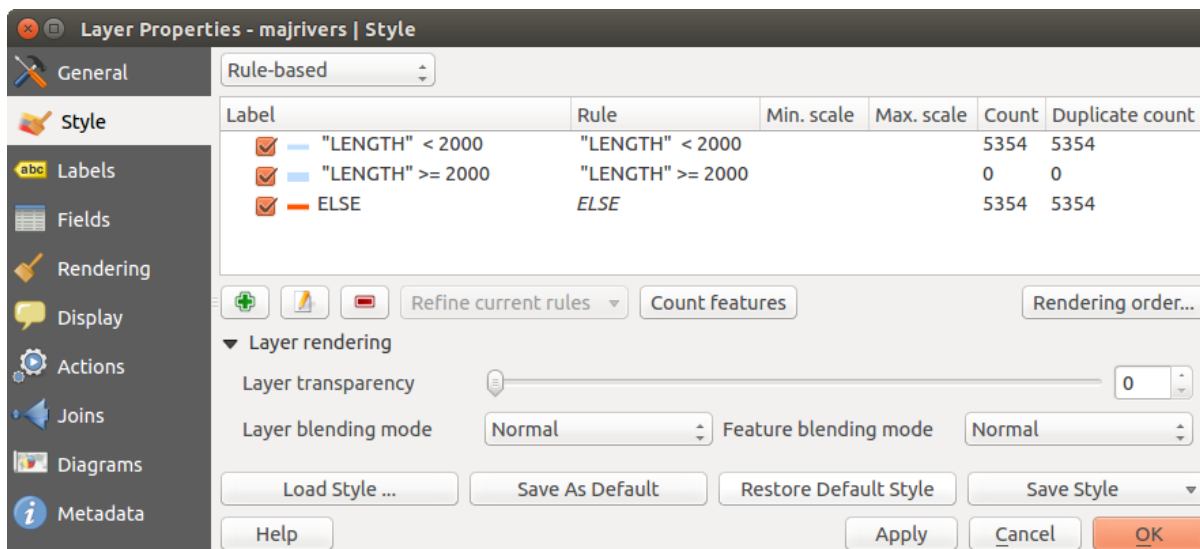 Layer Properties - majrivers | Style
General
Style
abc Labels
Fields
Rendering
Display
Actions
Joins
Diagrams
Metadata
Rule-based
Label Rule Min. scale Max. scale Count Duplicate count
"LENGTH" < 2000 "LENGTH" < 2000 5354 5354
"LENGTH" >= 2000 "LENGTH" >= 2000 0 0
ELSE ELSE 5354 5354
Refine current rules Count features Rendering order...
Layer rendering
Layer transparency 0
Layer blending mode Normal Feature blending mode Normal
Load Style ... Save As Default Restore Default Style Save Style
Help Apply Cancel OK